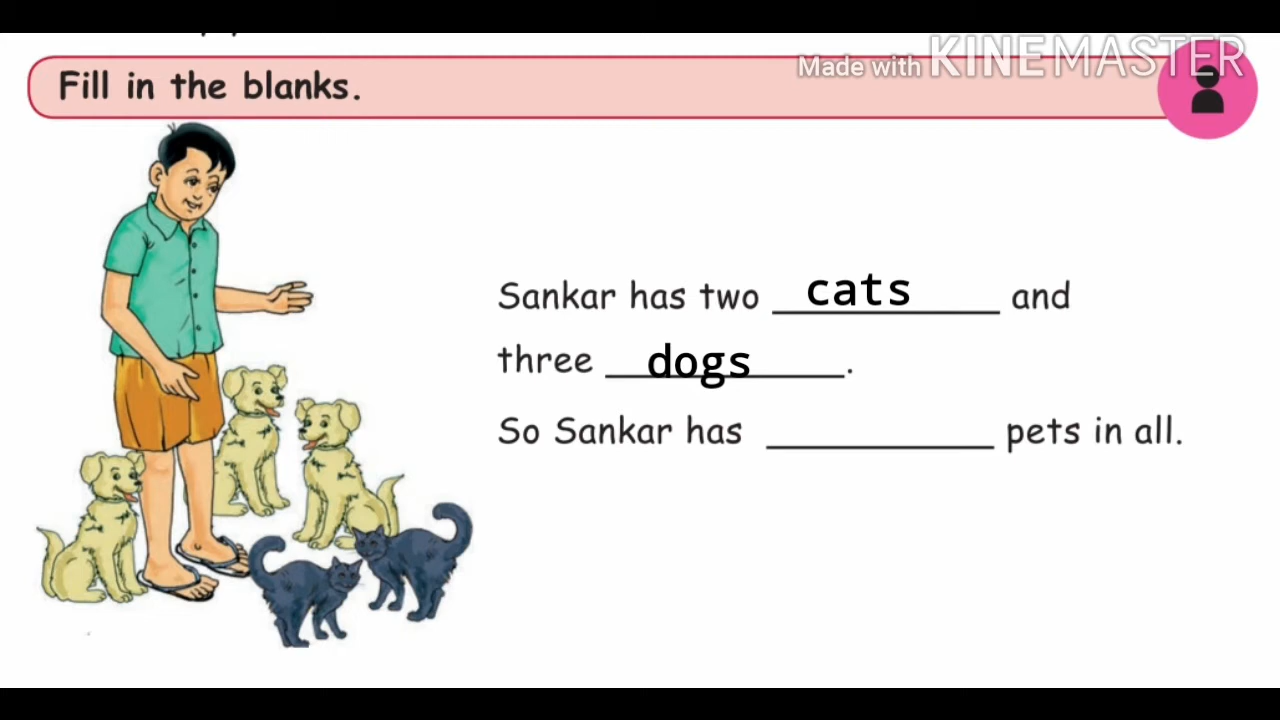 Made with KINEMASTER
Fill in the blanks.
Sankar has two cats and
three dogs.
So Sankar has __________ pets in all.